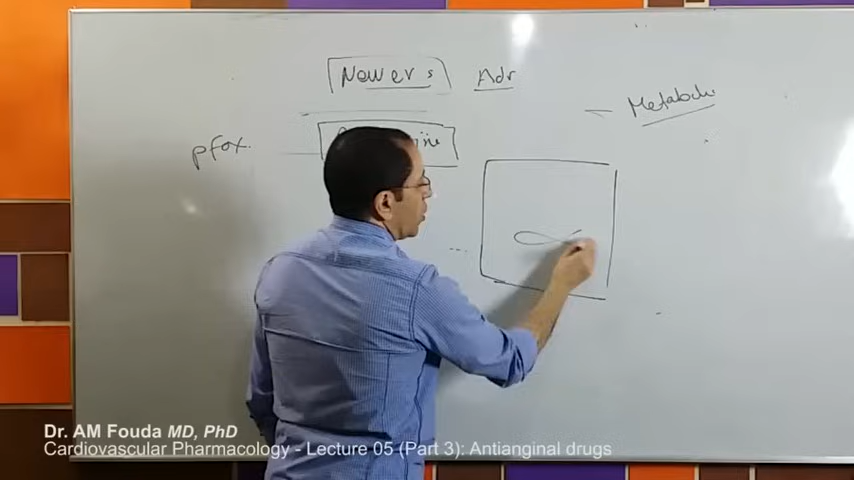 Newer Adr
Metabolic
pfox
Dr. AM Fouda MD, PhD
Cardiovascular Pharmacology - Lecture 05 (Part 3): Antianginal drugs